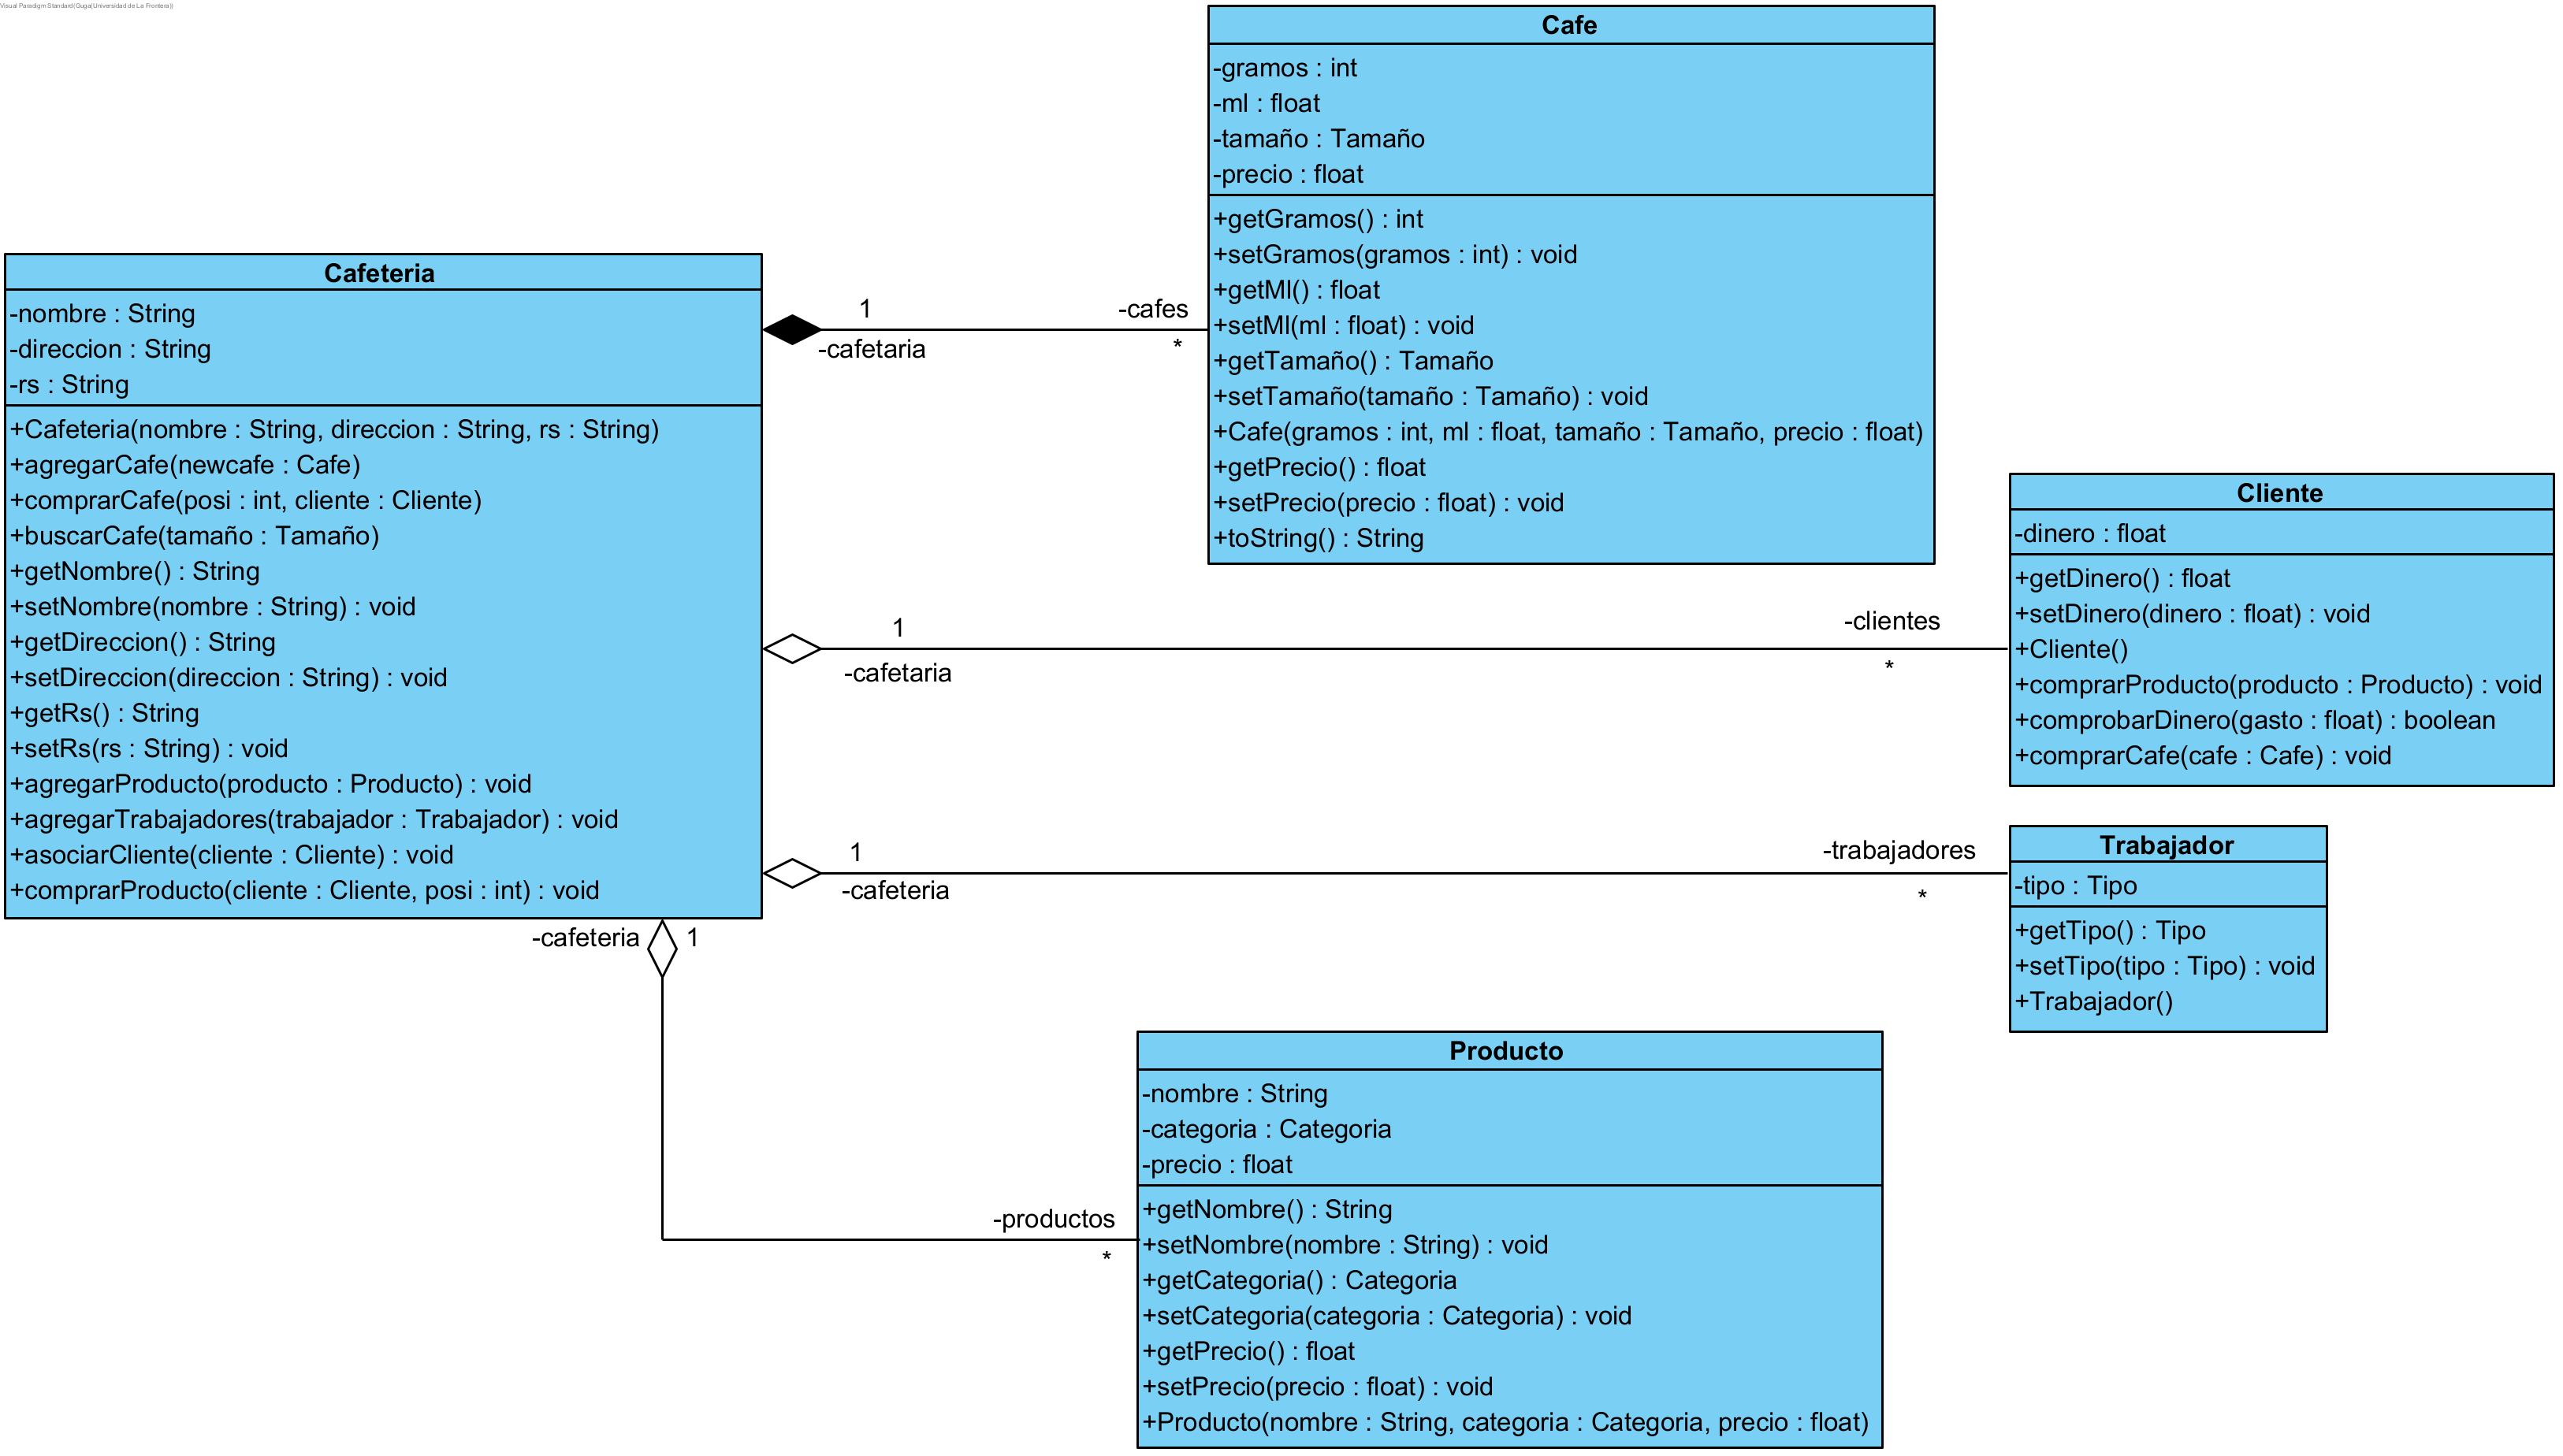 Visual Paradigm Standard(Guga(Universidad de La Frontera))
Cafe
-gramos : int
-ml : float
-tamaño : Tamaño
-precio : float
+getGramos() : int
+setGramos(gramos : int) : void
+getMl() : float
+setMl(ml : float) : void
+getTamaño() : Tamaño
+setTamaño(tamaño : Tamaño) : void
+Cafe(gramos : int, ml : float, tamaño : Tamaño, precio : float)
+getPrecio() : float
+setPrecio(precio : float) : void
+toString() : String
Cafeteria
-nombre : String
-direccion : String
-rs : String
+Cafeteria(nombre : String, direccion : String, rs : String)
+agregarCafe(newcafe : Cafe)
+comprarCafe(posi : int, cliente : Cliente)
+buscarCafe(tamaño : Tamaño)
+getNombre() : String
+setNombre(nombre : String) : void
+getDireccion() : String
+setDireccion(direccion : String) : void
+getRs() : String
+setRs(rs : String) : void
+agregarProducto(producto : Producto) : void
+agregarTrabajadores(trabajador : Trabajador) : void
+asociarCliente(cliente : Cliente) : void
+comprarProducto(cliente : Cliente, posi : int) : void
1
-cafes
-cafetaria
*
1
-clientes
-cafetaria
*
1
-trabajadores
-cafeteria
*
-cafeteria
1
-productos
*
Cliente
-dinero : float
+getDinero() : float
+setDinero(dinero : float) : void
+Cliente()
+comprarProducto(producto : Producto) : void
+comprobarDinero(gasto : float) : boolean
+comprarCafe(cafe : Cafe) : void
Trabajador
-tipo : Tipo
+getTipo() : Tipo
+setTipo(tipo : Tipo) : void
+Trabajador()
Producto
-nombre : String
-categoria : Categoria
-precio : float
+getNombre() : String
+setNombre(nombre : String) : void
+getCategoria() : Categoria
+setCategoria(categoria : Categoria) : void
+getPrecio() : float
+setPrecio(precio : float) : void
+Producto(nombre : String, categoria : Categoria, precio : float)